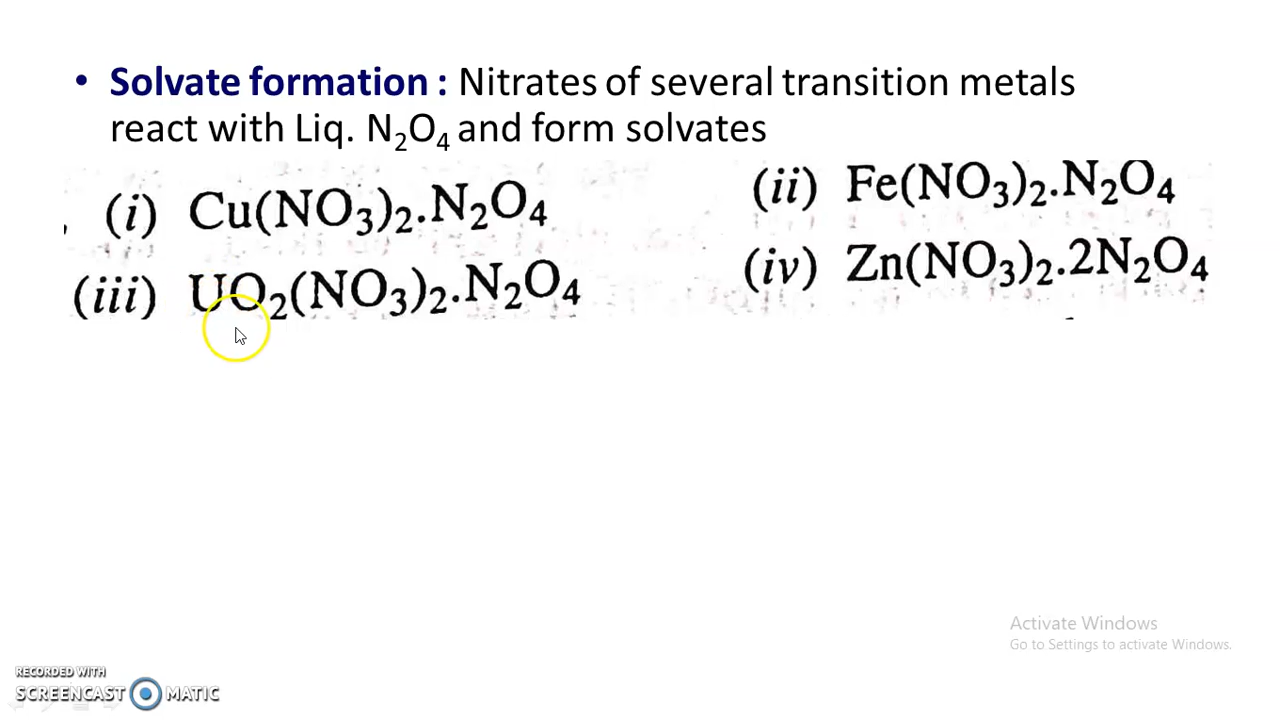 • Solvate formation : Nitrates of several transition metals
react with Liq. N₂O₄ and form solvates
(i) Cu(NO₃)₂.N₂O₄
(ii) Fe(NO₃)₂.N₂O₄
(iii) UO₂(NO₃)₂.N₂O₄
(iv) Zn(NO₃)₂.2N₂O₄
Activate Windows
Go to Settings to activate Windows.
RECORDED WITH
SCREENCAST MATIC